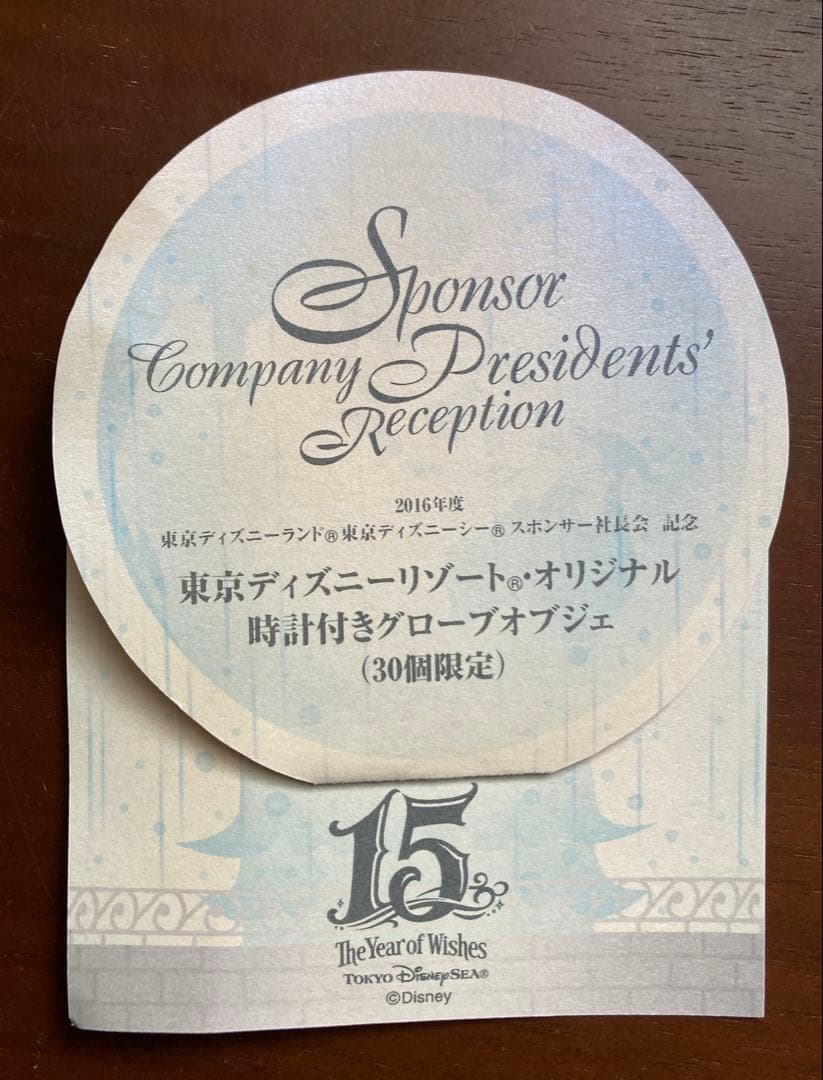 Sponsor
Company Presidents'
Reception
2016年度
東京ディズニーランド®東京ディズニーシー® スポンサー社長会 記念
東京ディズニーリゾート®・オリジナル
時計付きグローブオブジェ
(30個限定)
15
The Year of Wishes
TOKYO DISNEYSEA®
©Disney